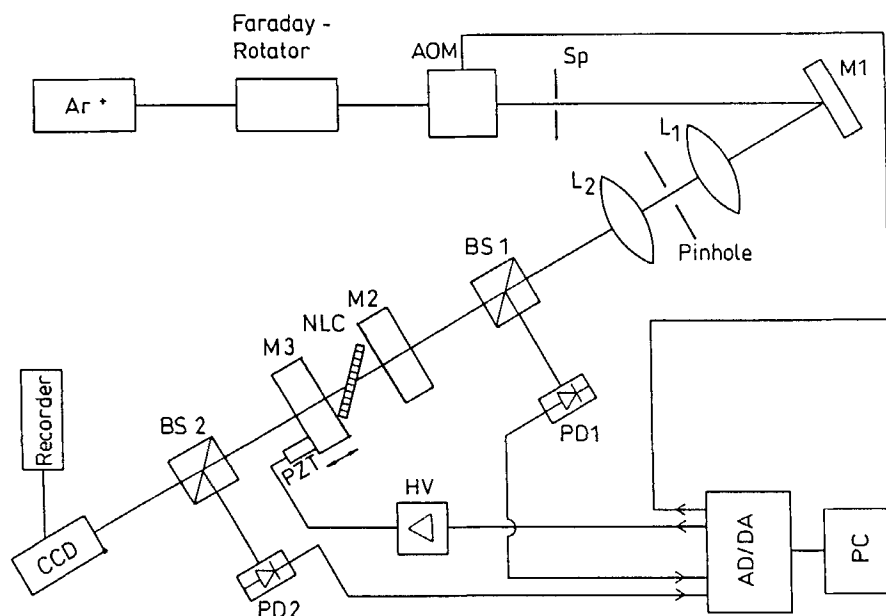 Faraday -
Rotator
AOM
Sp
M1
Ar +
L1
L2
Pinhole
BS 1
M2
NLC
M3
PD1
Recorder
BS 2
PZT
HV
CCD
PD2
AD/DA
PC